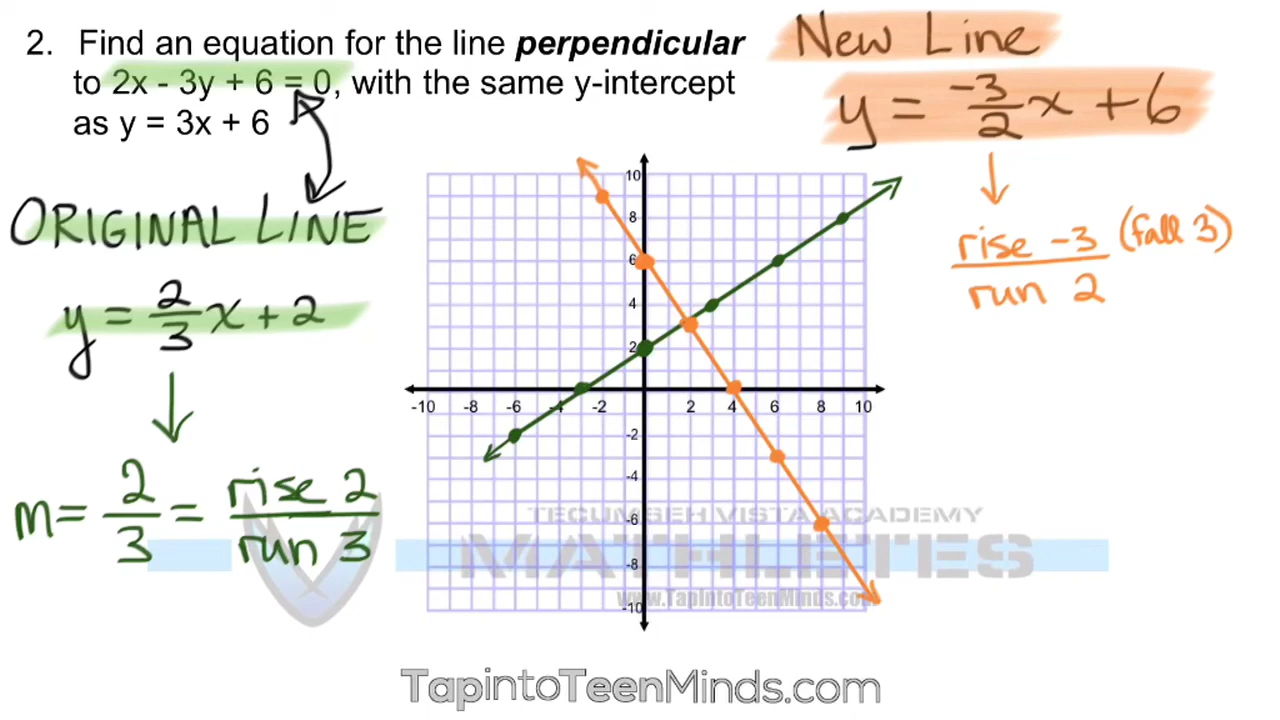 2. Find an equation for the line perpendicular
to 2x - 3y + 6 = 0, with the same y-intercept
as y = 3x + 6
New Line
y = -3/2 x + 6
rise -3 (fall 3)
run 2
ORIGINAL LINE
y = 2/3 x + 2
m = 2/3 = rise 2
run 3
10
8
6
4
2
-10 -8 -6 -4 -2 2 4 6 8 10
-2
-4
-6
-8
-10
TECUMSEH VISTA ACADEMY
MATHLETES
www.TapIntoTeenMinds.com
TapintoTeenMinds.com